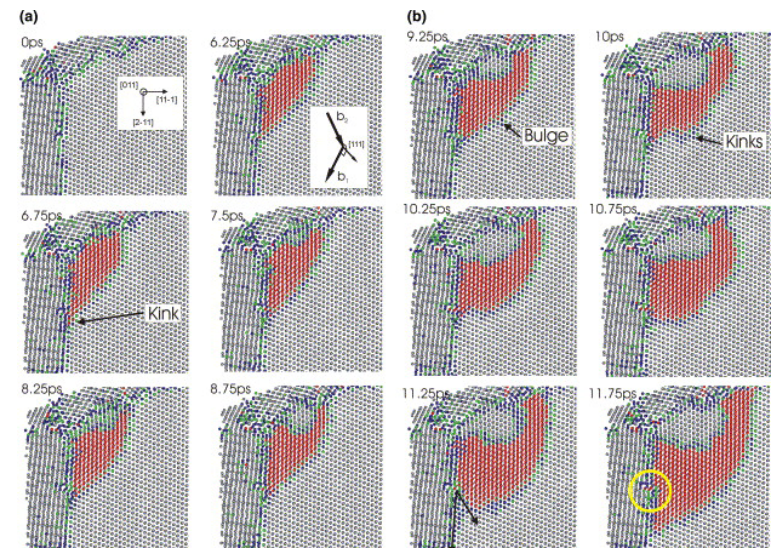 (a)
(b)
0ps
6.25ps
9.25ps
10ps
[011]
[11-1]
[2-11]
b₂
[111]
b₁
Bulge
Kinks
6.75ps
7.5ps
10.25ps
10.75ps
Kink
8.25ps
8.75ps
11.25ps
11.75ps